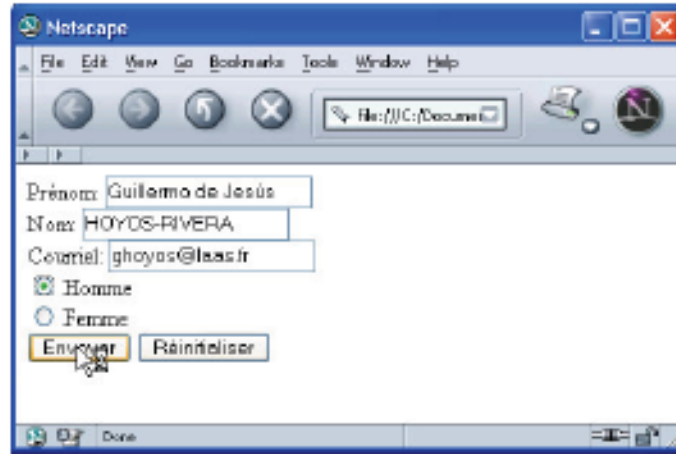 Netscape
File Edit View Go Bookmarks Tools Window Help
file:///C:/Documen
N
Prénom: Guillermo de Jesús
Nom: HOYOS-RIVERA
Courriel: ghoyos@laas.fr
Homme
Femme
Envoyer Réinitialiser
Done